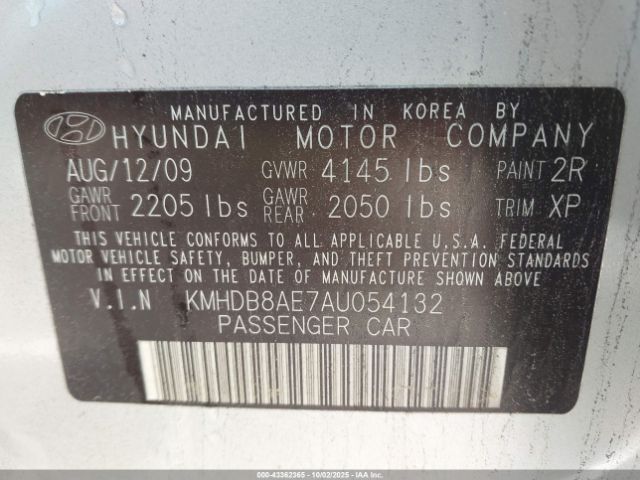 MANUFACTURED IN KOREA BY
HYUNDAI MOTOR COMPANY
AUG/12/09 GVWR 4145 lbs PAINT 2R
GAWR FRONT 2205 lbs GAWR REAR 2050 lbs TRIM XP
THIS VEHICLE CONFORMS TO ALL APPLICABLE U.S.A. FEDERAL
MOTOR VEHICLE SAFETY, BUMPER, AND THEFT PREVENTION STANDARDS
IN EFFECT ON THE DATE OF MANUFACTURE SHOWN ABOVE
V.I.N KMHDB8AE7AU054132
PASSENGER CAR
000-43362365 10/02/2025 IAAI.COM